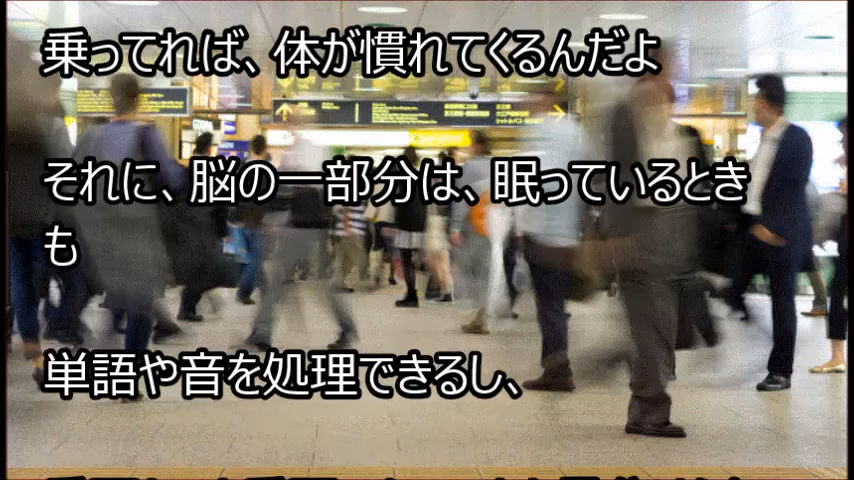 乗ってれば、体が慣れてくるんだよ
それに、脳の一部分は、眠っているとき
も
単語や音を処理できるし、